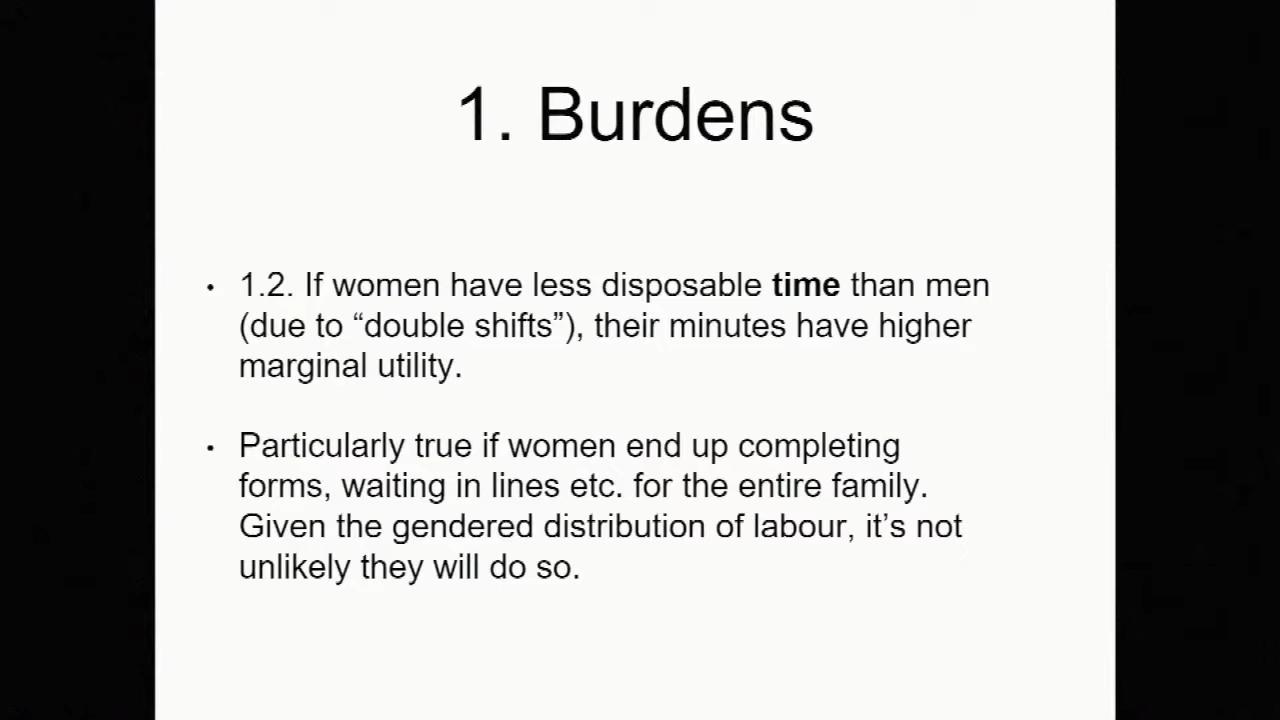 1. Burdens
• 1.2. If women have less disposable time than men
(due to “double shifts”), their minutes have higher
marginal utility.
• Particularly true if women end up completing
forms, waiting in lines etc. for the entire family.
Given the gendered distribution of labour, it’s not
unlikely they will do so.